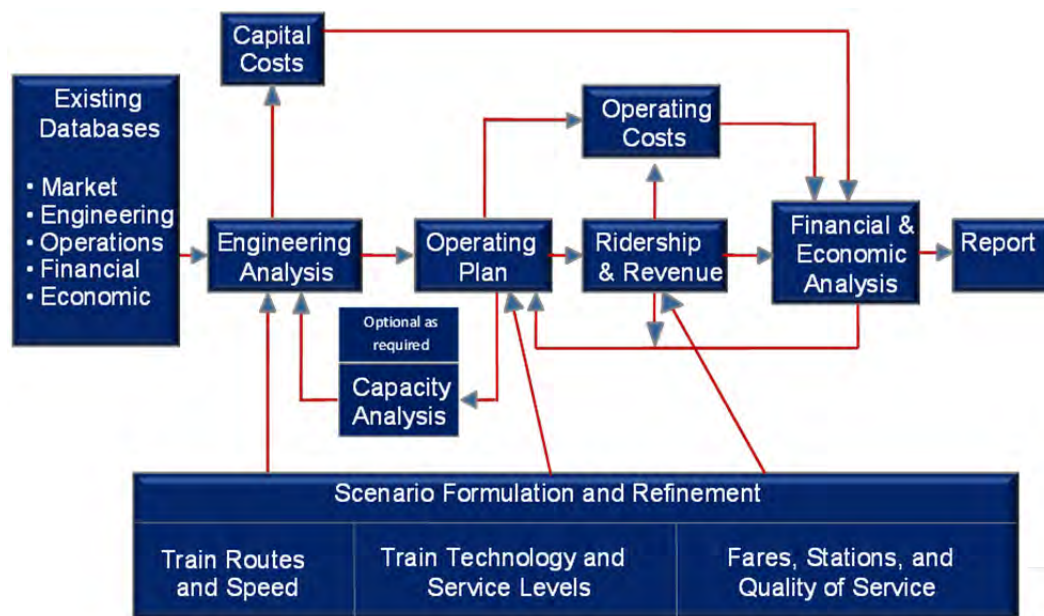 Capital
Costs
Existing
Databases
• Market
• Engineering
• Operations
• Financial
• Economic
Operating
Costs
Engineering
Analysis
Operating
Plan
Ridership
& Revenue
Financial &
Economic
Analysis
Report
Optional as
required
Capacity
Analysis
Scenario Formulation and Refinement
Train Routes
and Speed
Train Technology and
Service Levels
Fares, Stations, and
Quality of Service